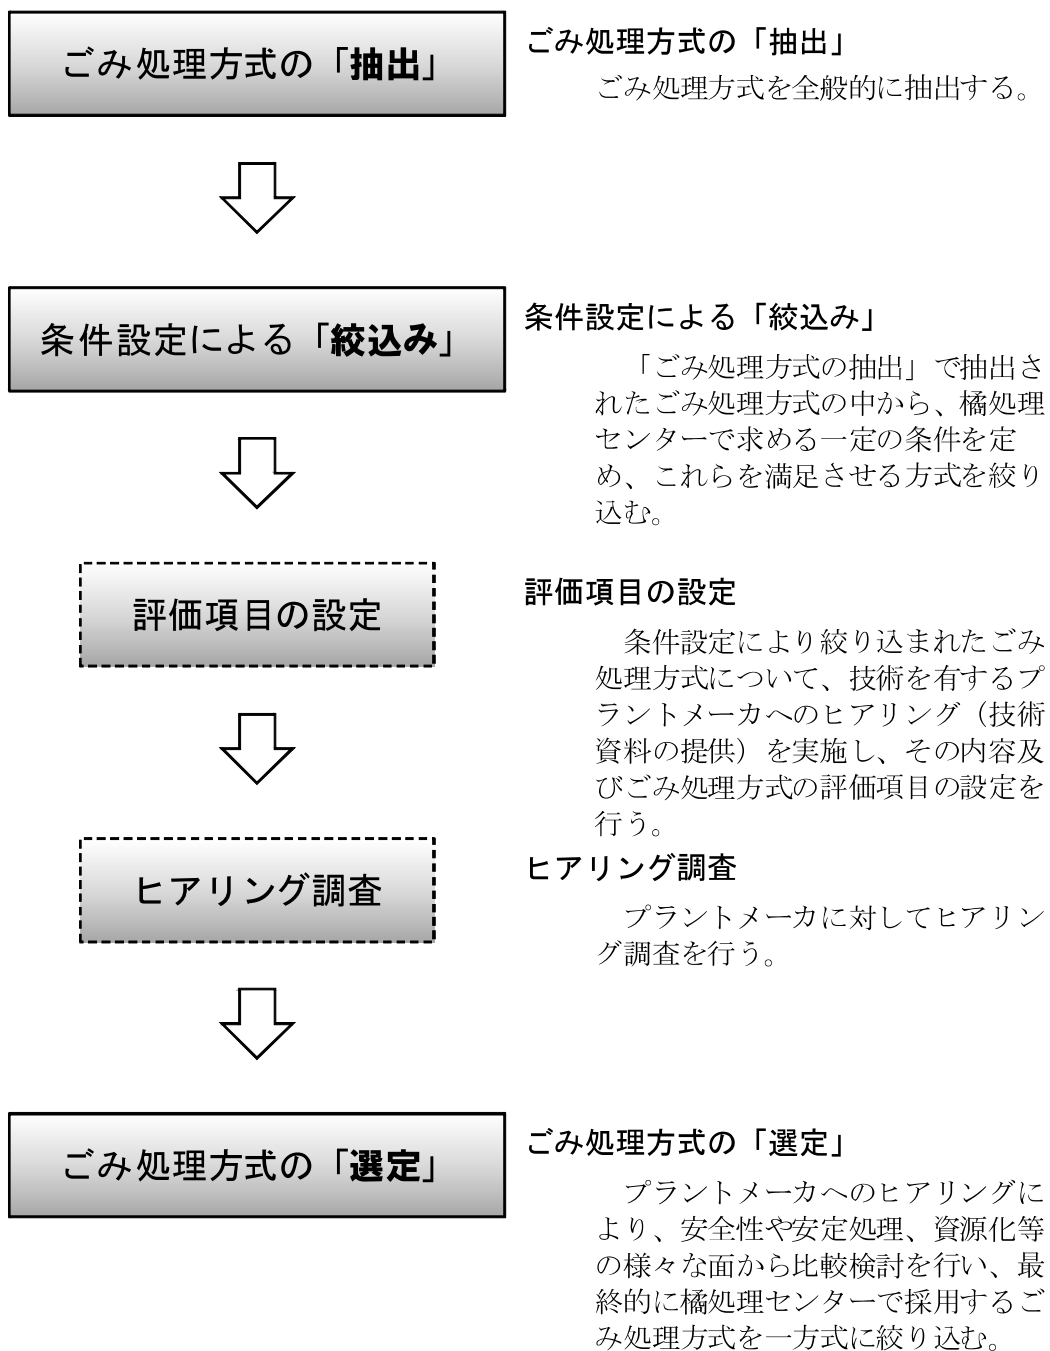 ごみ処理方式の「抽出」
ごみ処理方式の「抽出」
ごみ処理方式を全般的に抽出する。
条件設定による「絞込み」
条件設定による「絞込み」
「ごみ処理方式の抽出」で抽出さ
れたごみ処理方式の中から、橘処理
センターで求める一定の条件を定
め、これらを満足させる方式を絞り
込む。
評価項目の設定
評価項目の設定
条件設定により絞り込まれたごみ
処理方式について、技術を有するプ
ラントメーカへのヒアリング（技術
資料の提供）を実施し、その内容及
びごみ処理方式の評価項目の設定を
行う。
ヒアリング調査
ヒアリング調査
プラントメーカに対してヒアリン
グ調査を行う。
ごみ処理方式の「選定」
ごみ処理方式の「選定」
プラントメーカへのヒアリングに
より、安全性や安定処理、資源化等
の様々な面から比較検討を行い、最
終的に橘処理センターで採用するご
み処理方式を一方式に絞り込む。